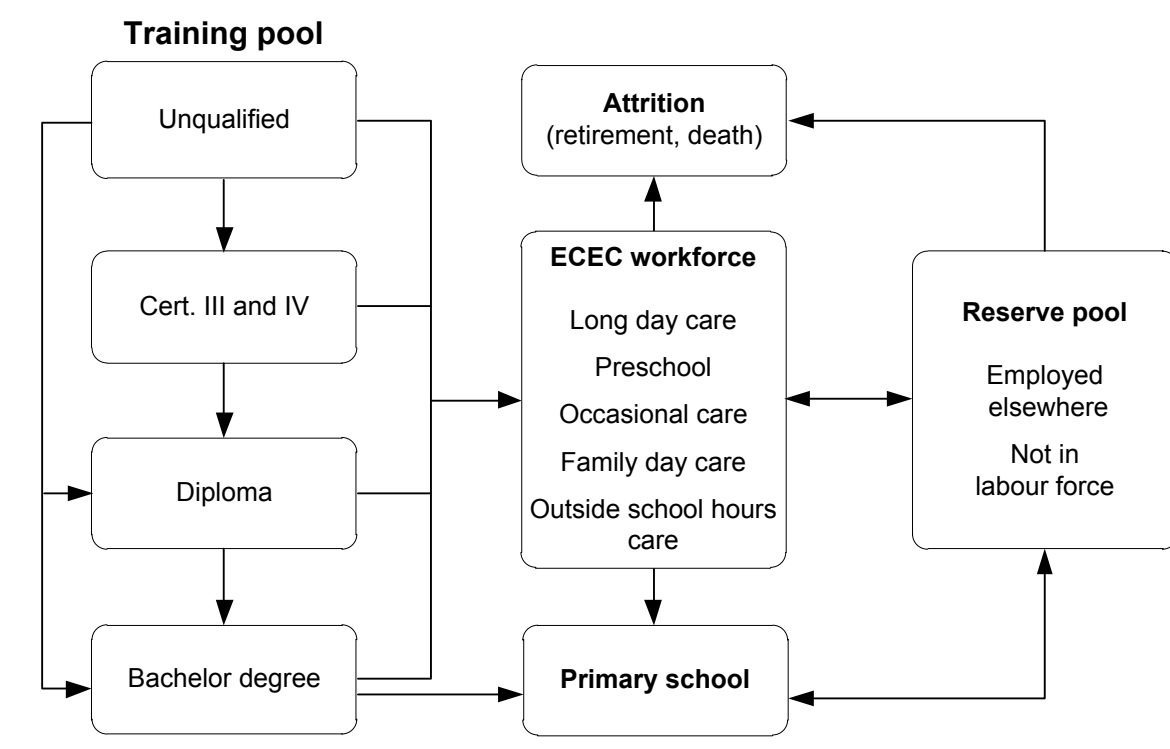 Training pool
Unqualified
Cert. III and IV
Diploma
Bachelor degree
Attrition
(retirement, death)
ECEC workforce
Long day care
Preschool
Occasional care
Family day care
Outside school hours
care
Primary school
Reserve pool
Employed
elsewhere
Not in
labour force